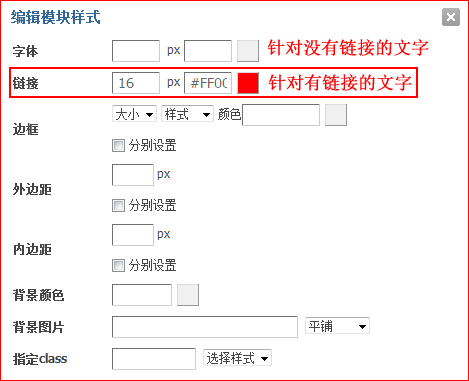 编辑模块样式
字体 px 针对没有链接的文字
链接 16 px #FF00 针对有链接的文字
边框 大小 样式 颜色
分别设置
外边距 px
分别设置
内边距 px
分别设置
背景颜色
背景图片 平铺
指定class 选择样式